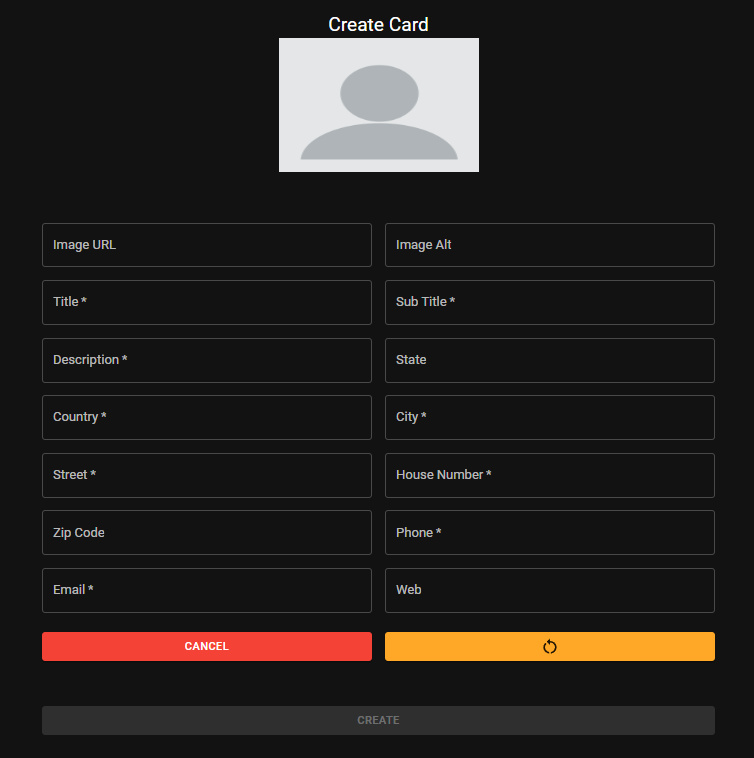 Create Card
Image URL
Image Alt
Title *
Sub Title *
Description *
State
Country *
City *
Street *
House Number *
Zip Code
Phone *
Email *
Web
CANCEL
CREATE